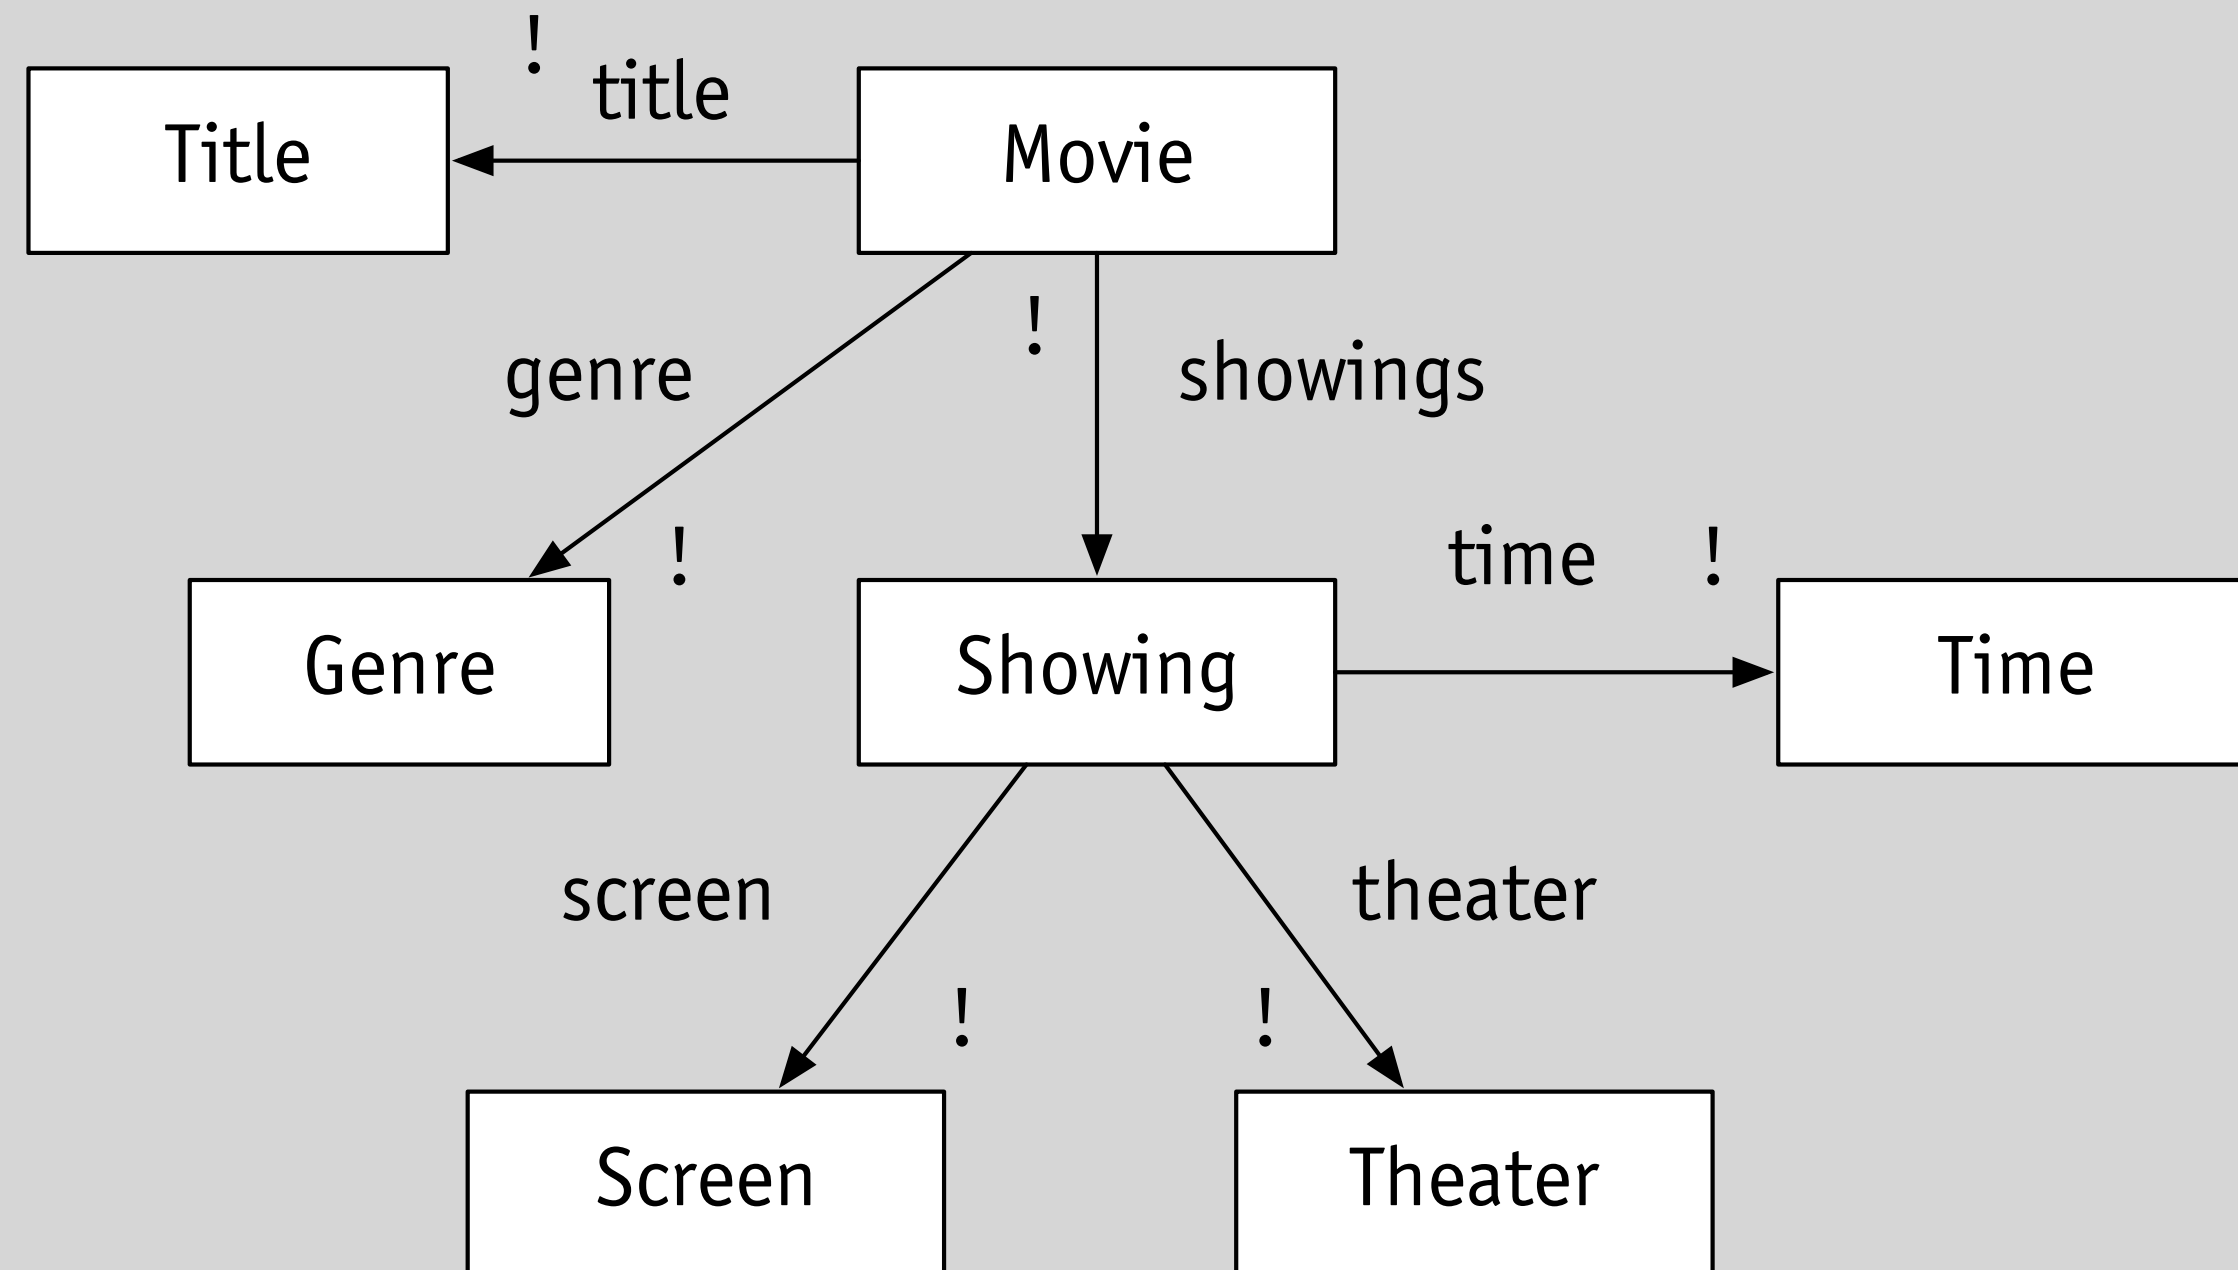 !
title
Title
Movie
!
genre
showings
!
time
!
Genre
Showing
Time
screen
theater
!
!
Screen
Theater